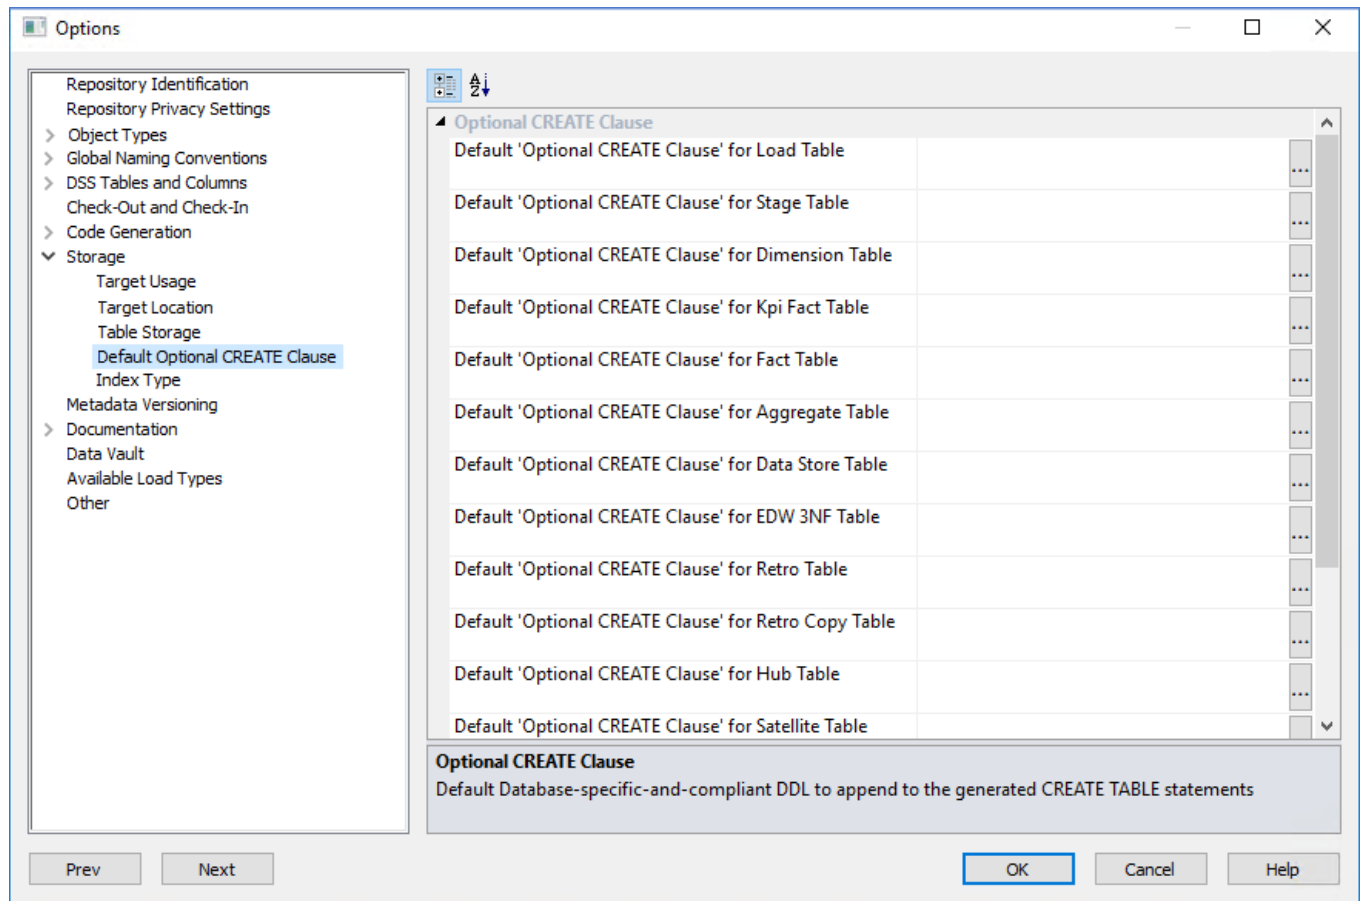 Options
Repository Identification
Repository Privacy Settings
Object Types
Global Naming Conventions
DSS Tables and Columns
Check-Out and Check-In
Code Generation
Storage
Target Usage
Target Location
Table Storage
Default Optional CREATE Clause
Index Type
Metadata Versioning
Documentation
Data Vault
Available Load Types
Other
Optional CREATE Clause
Default 'Optional CREATE Clause' for Load Table
...
Default 'Optional CREATE Clause' for Stage Table
...
Default 'Optional CREATE Clause' for Dimension Table
...
Default 'Optional CREATE Clause' for Kpi Fact Table
...
Default 'Optional CREATE Clause' for Fact Table
...
Default 'Optional CREATE Clause' for Aggregate Table
...
Default 'Optional CREATE Clause' for Data Store Table
...
Default 'Optional CREATE Clause' for EDW 3NF Table
...
Default 'Optional CREATE Clause' for Retro Table
...
Default 'Optional CREATE Clause' for Retro Copy Table
...
Default 'Optional CREATE Clause' for Hub Table
...
Default 'Optional CREATE Clause' for Satellite Table
Optional CREATE Clause
Default Database-specific-and-compliant DDL to append to the generated CREATE TABLE statements
Prev Next OK Cancel Help